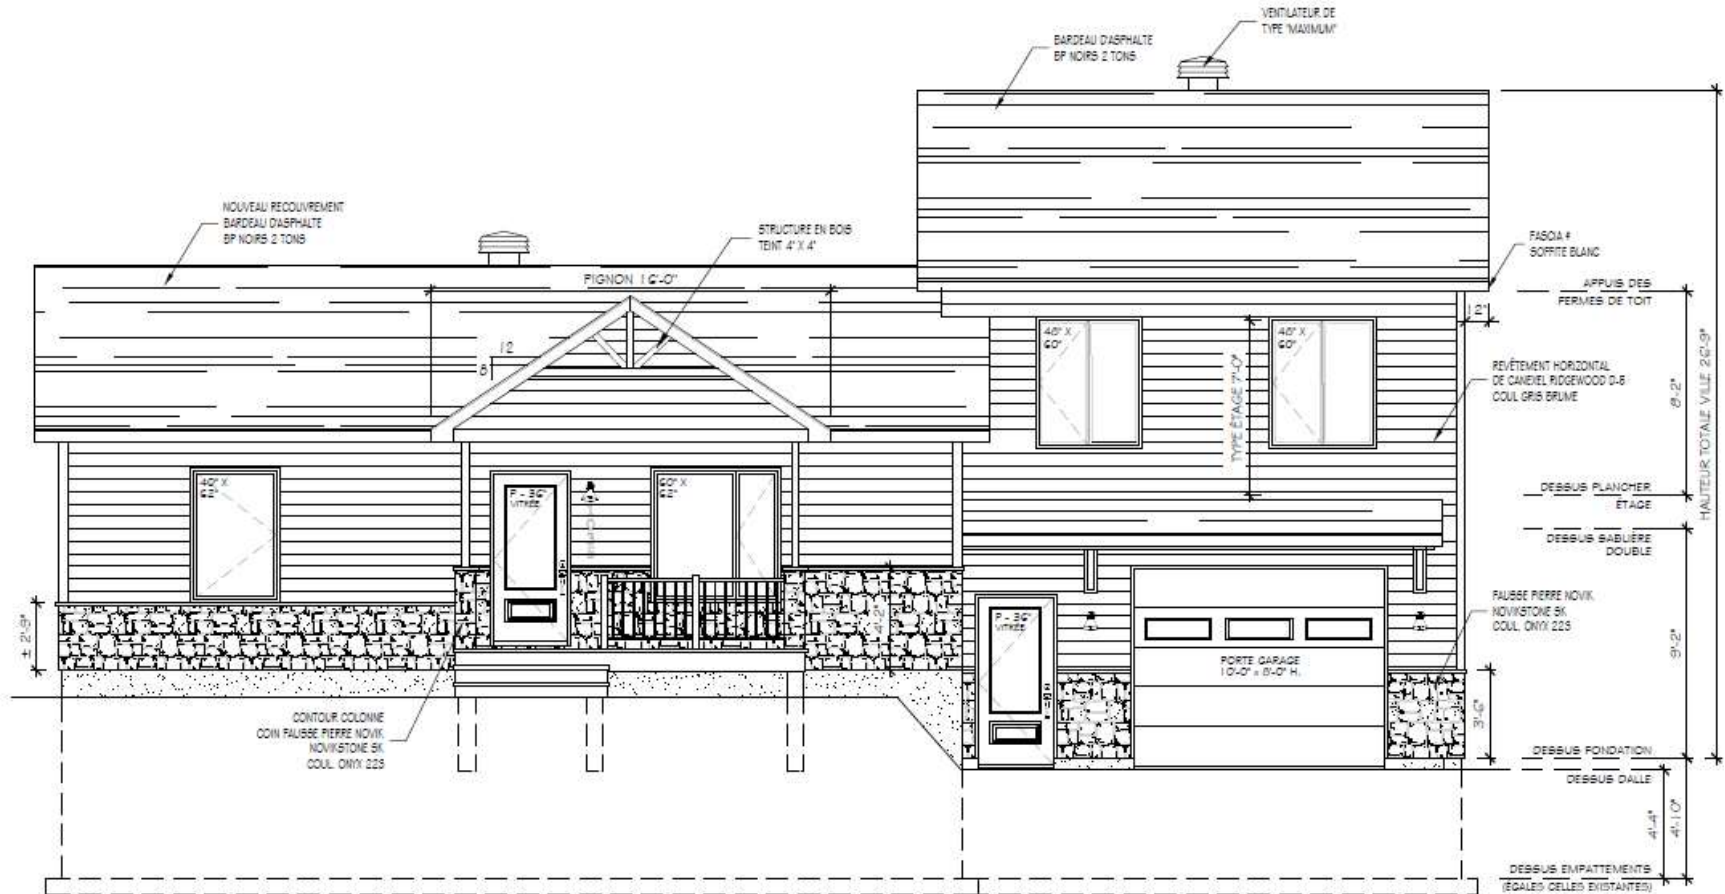 VENTILATEUR DE
TYPE "MAXIMUM"
BARDEAU D'ASPHALTE
BP NOIRS 2 TONS
NOUVEAU RECOUVREMENT
BARDEAU D'ASPHALTE
BP NOIRS 2 TONS
STRUCTURE EN BOIS
TEINT 4" X 4"
FASCIA &
SOFFITE BLANC
PIGNON 16'-0"
APPUIS DES
FERMES DE TOIT
12"
12
8
48" X
60"
48" X
60"
TYPE ÉTAGE 7'-0"
REVÊTEMENT HORIZONTAL
DE CANEXEL RIDGEWOOD D-5
COUL GRIS BRUME
8'-2"
HAUTEUR TOTALE VILLE 26'-9"
40" X
62"
P - 36"
VITRÉE
60" X
62"
DESSUS PLANCHER
ÉTAGE
DESSUS SABLIÈRE
DOUBLE
± 2'-9"
4'-2"
P - 36"
VITRÉE
PORTE GARAGE
10'-0" x 8'-0" H.
FAUSSE PIERRE NOVIK
NOVIKSTONE SK
COUL. ONYX 223
9'-2"
3'-6"
CONTOUR COLONNE
COIN FAUSSE PIERRE NOVIK
NOVIKSTONE SK
COUL. ONYX 223
DESSUS FONDATION
DESSUS DALLE
4'-4"
4'-10"
DESSUS EMPATTEMENTS
(ÉGALES CELLES EXISTANTES)